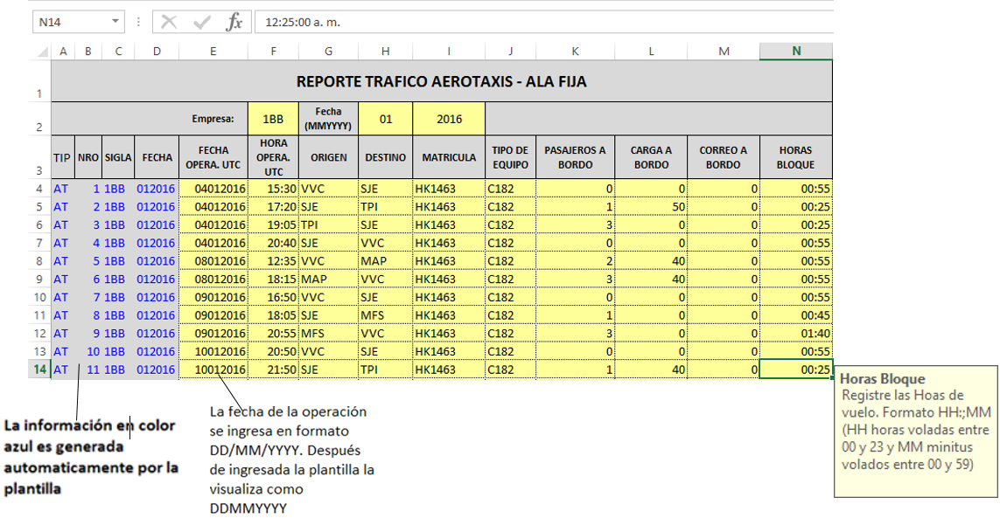 N14 fx 12:25:00 a. m.
A B C D E F G H I J K L M N
1 REPORTE TRAFICO AEROTAXIS - ALA FIJA
2 Empresa: 1BB Fecha (MMYYYY) 01 2016
3 TIP NRO SIGLA FECHA FECHA OPERA. UTC HORA OPERA. UTC ORIGEN DESTINO MATRICULA TIPO DE EQUIPO PASAJEROS A BORDO CARGA A BORDO CORREO A BORDO HORAS BLOQUE
4 AT 1 1BB 012016 04012016 15:30 VVC SJE HK1463 C182 0 0 0 00:55
5 AT 2 1BB 012016 04012016 17:20 SJE TPI HK1463 C182 1 50 0 00:25
6 AT 3 1BB 012016 04012016 19:05 TPI SJE HK1463 C182 3 0 0 00:25
7 AT 4 1BB 012016 04012016 20:40 SJE VVC HK1463 C182 0 0 0 00:55
8 AT 5 1BB 012016 08012016 12:35 VVC MAP HK1463 C182 2 40 0 00:55
9 AT 6 1BB 012016 08012016 18:15 MAP VVC HK1463 C182 3 40 0 00:55
10 AT 7 1BB 012016 09012016 16:50 VVC SJE HK1463 C182 0 0 0 00:55
11 AT 8 1BB 012016 09012016 18:05 SJE MFS HK1463 C182 1 0 0 00:45
12 AT 9 1BB 012016 09012016 20:55 MFS VVC HK1463 C182 3 0 0 01:40
13 AT 10 1BB 012016 10012016 20:50 VVC SJE HK1463 C182 0 0 0 00:55
14 AT 11 1BB 012016 10012016 21:50 SJE TPI HK1463 C182 1 40 0 00:25
La información en color
azul es generada
automaticamente por la
plantilla
La fecha de la operación
se ingresa en formato
DD/MM/YYYY. Después
de ingresada la plantilla la
visualiza como
DDMMYYYY
Horas Bloque
Registre las Hoas de
vuelo. Formato HH:;MM
(HH horas voladas entre
00 y 23 y MM minitus
volados entre 00 y 59)